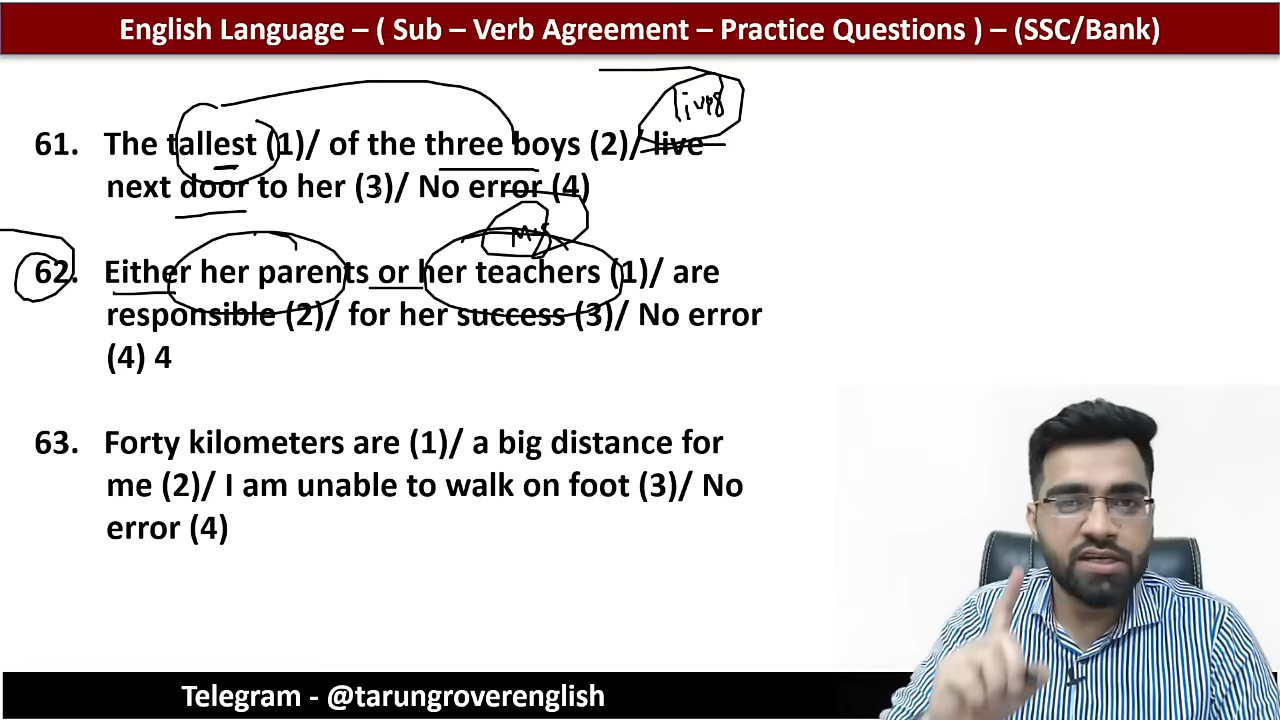 English Language – ( Sub – Verb Agreement – Practice Questions ) – (SSC/Bank)
lives
61. The tallest (1)/ of the three boys (2)/ live
next door to her (3)/ No error (4)
62. Either her parents or her teachers (1)/ are
responsible (2)/ for her success (3)/ No error
(4) 4
63. Forty kilometers are (1)/ a big distance for
me (2)/ I am unable to walk on foot (3)/ No
error (4)
Telegram - @tarungroverenglish